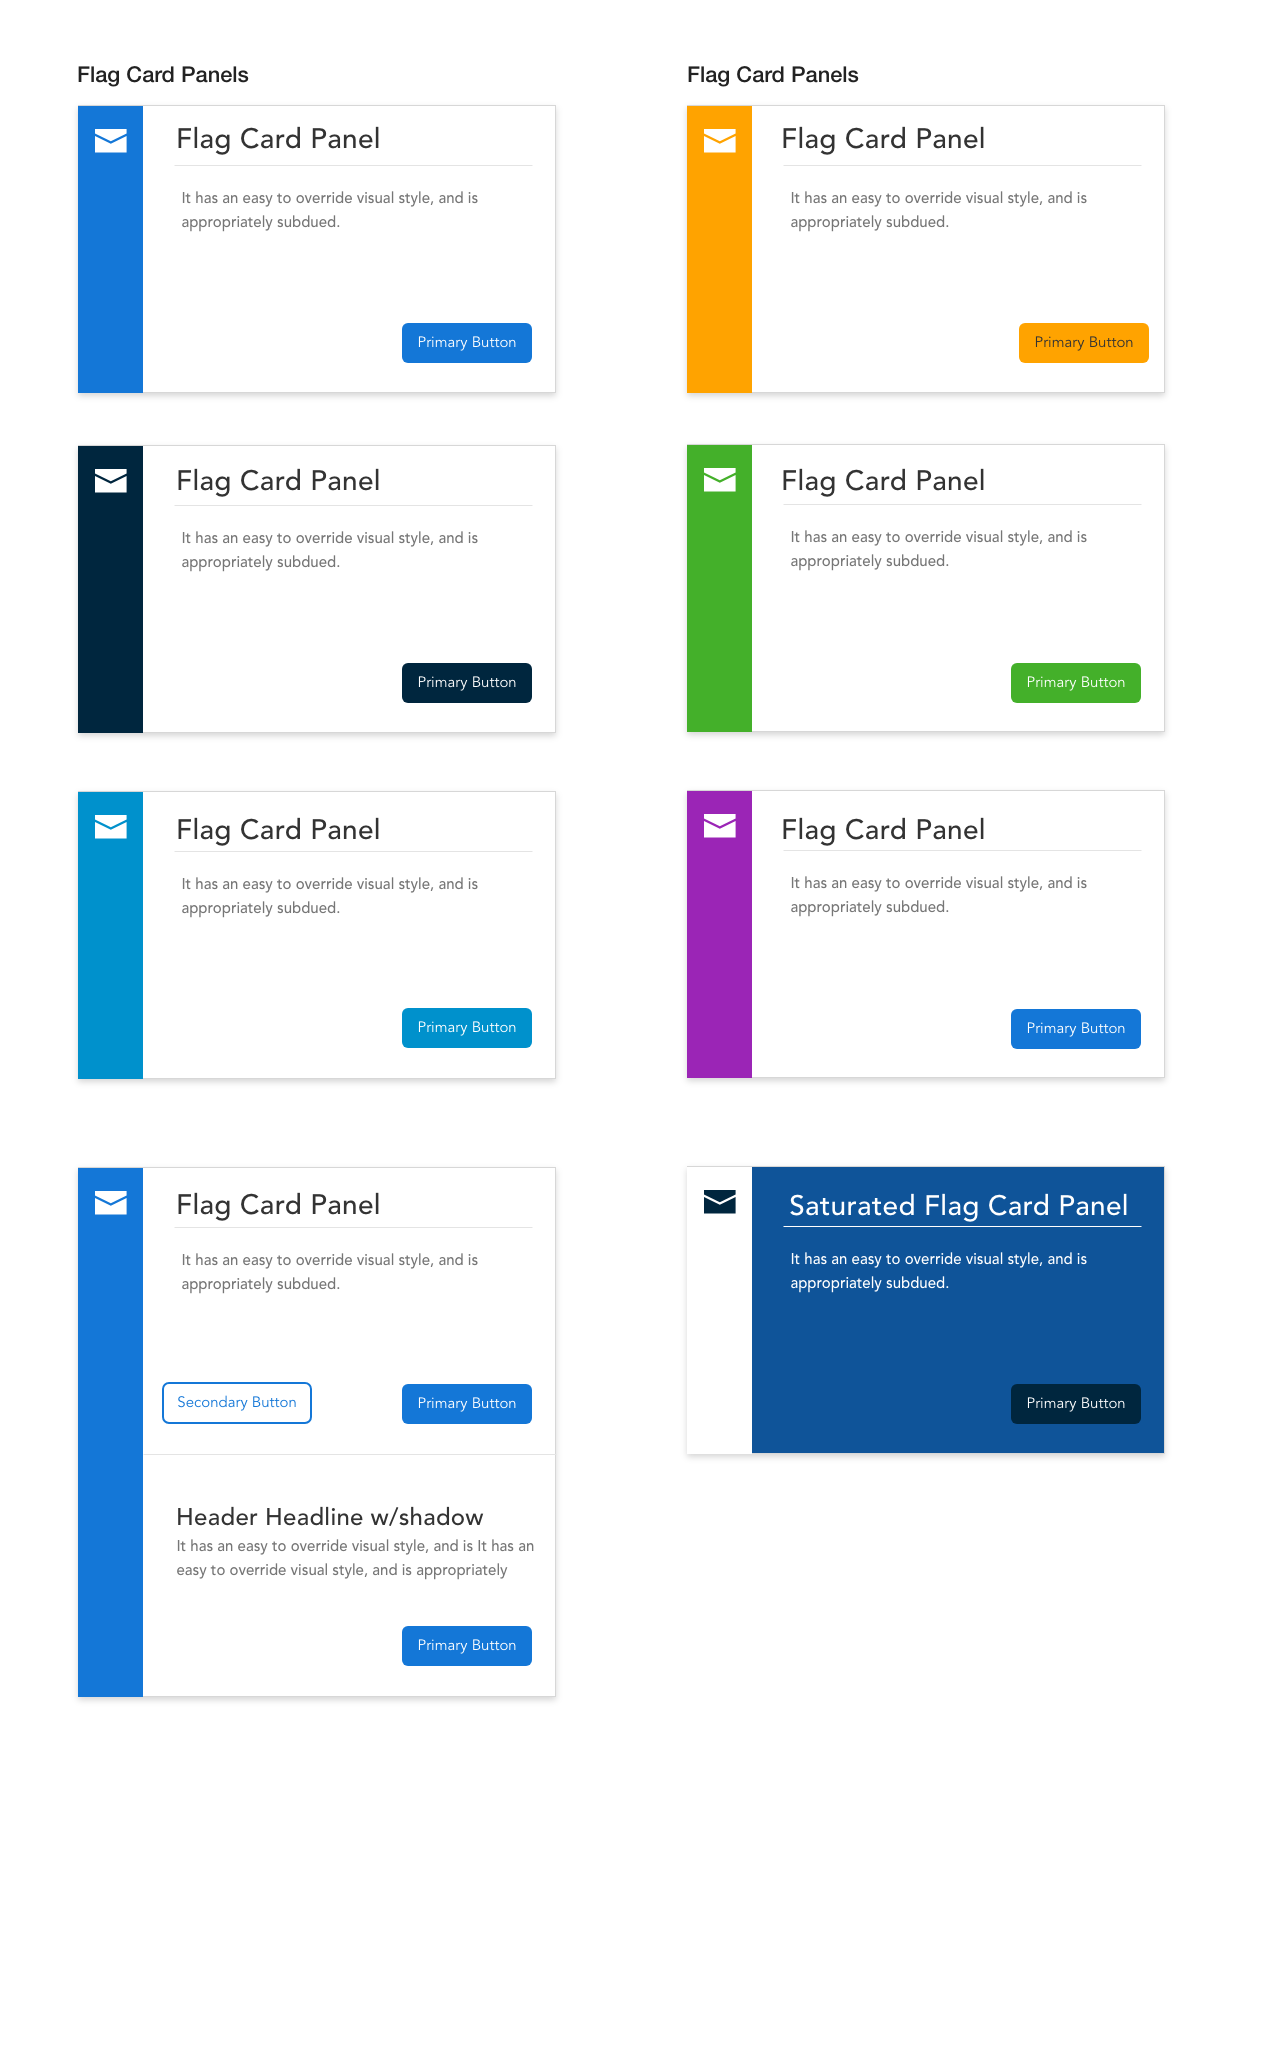 Flag Card Panels
Flag Card Panel
It has an easy to override visual style, and is
appropriately subdued.
Primary Button
Flag Card Panel
It has an easy to override visual style, and is
appropriately subdued.
Primary Button
Flag Card Panel
It has an easy to override visual style, and is
appropriately subdued.
Primary Button
Flag Card Panel
It has an easy to override visual style, and is
appropriately subdued.
Secondary Button
Primary Button
Header Headline w/shadow
It has an easy to override visual style, and is It has an
easy to override visual style, and is appropriately
Primary Button
Flag Card Panels
Flag Card Panel
It has an easy to override visual style, and is
appropriately subdued.
Primary Button
Flag Card Panel
It has an easy to override visual style, and is
appropriately subdued.
Primary Button
Flag Card Panel
It has an easy to override visual style, and is
appropriately subdued.
Primary Button
Saturated Flag Card Panel
It has an easy to override visual style, and is
appropriately subdued.
Primary Button